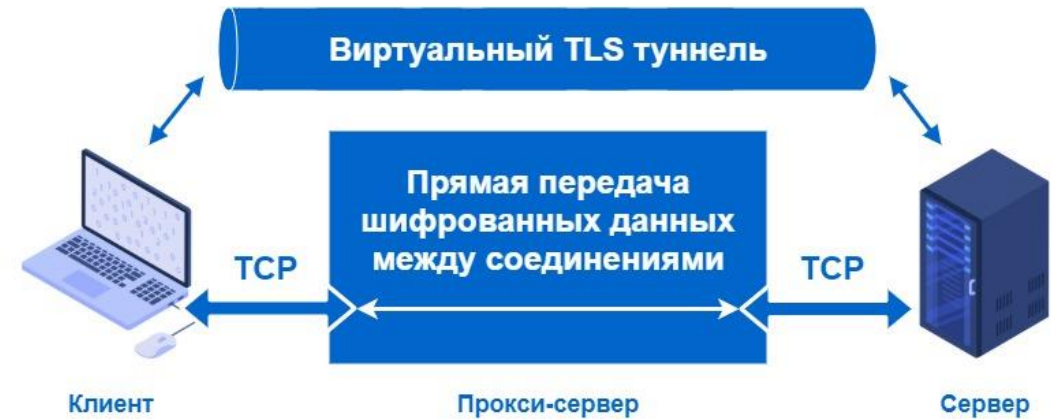 Виртуальный TLS туннель
Прямая передача
шифрованных данных
между соединениями
TCP
TCP
Клиент
Прокси-сервер
Сервер